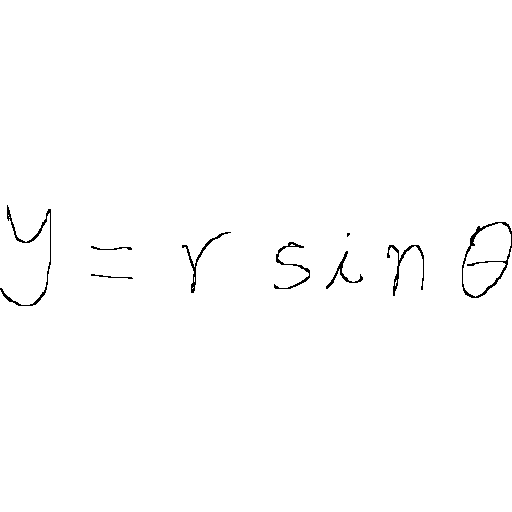 y = r sin θ